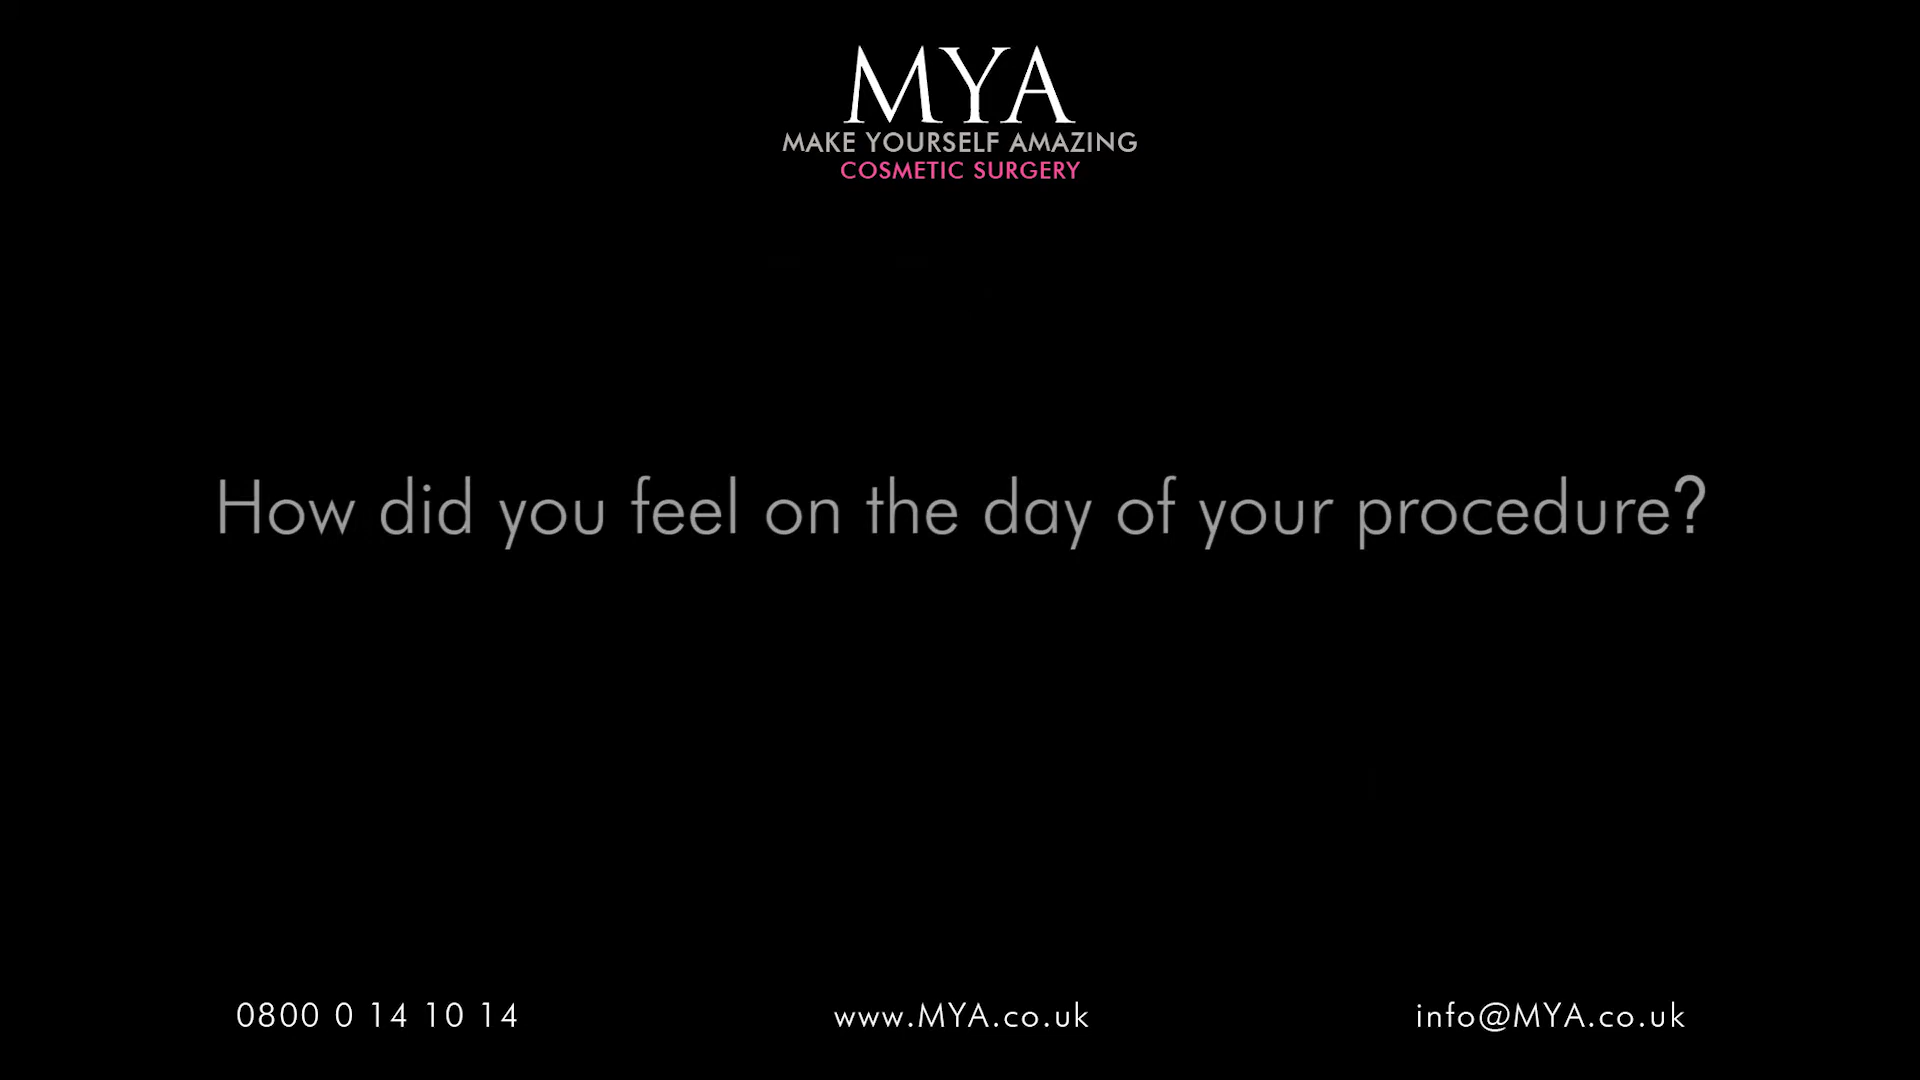 MYA
MAKE YOURSELF AMAZING
COSMETIC SURGERY
How did you feel on the day of your procedure?
0800 0 14 10 14
www.MYA.co.uk
info@MYA.co.uk